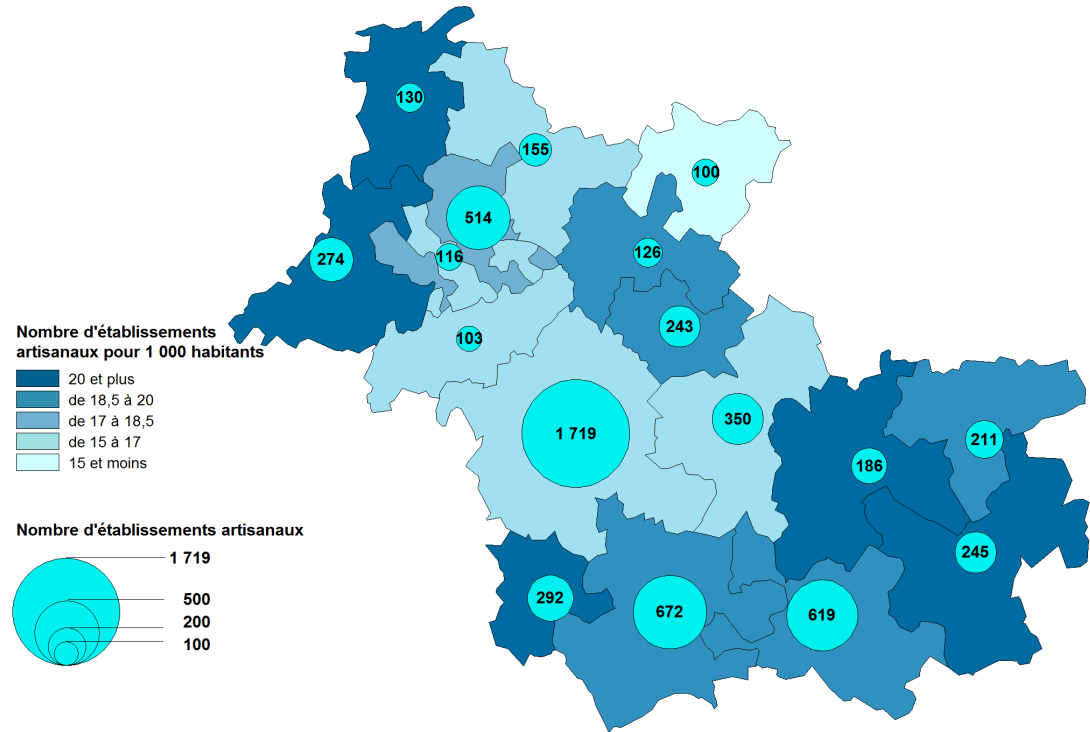 130
155
100
514
116
126
274
243
103
350
1 719
211
186
245
292
672
619
Nombre d'établissements
artisanaux pour 1 000 habitants
20 et plus
de 18,5 à 20
de 17 à 18,5
de 15 à 17
15 et moins
Nombre d'établissements artisanaux
1 719
500
200
100